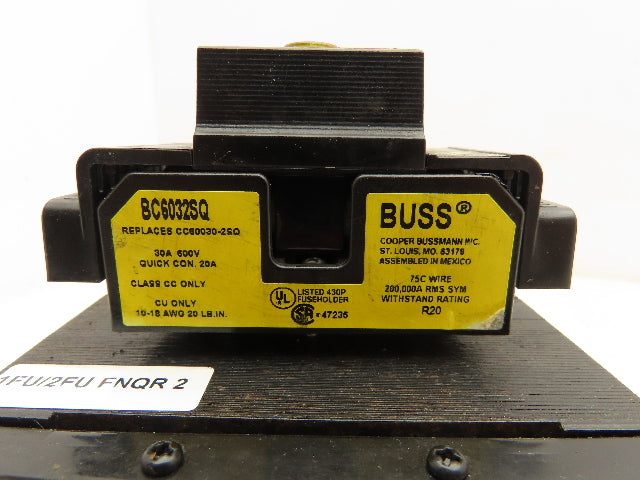 BC6032SQ
REPLACES CC60030-2SQ
30A 600V
QUICK CON. 20A
CLASS CC ONLY
CU ONLY
10-18 AWG 20 LB.IN.
UL
LISTED 430P
FUSEHOLDER
SA 47235
BUSS®
COOPER BUSSMANN INC.
ST. LOUIS, MO. 63178
ASSEMBLED IN MEXICO
75C WIRE
200,000A RMS SYM
WITHSTAND RATING
R20
1FU/2FU FNQR 2